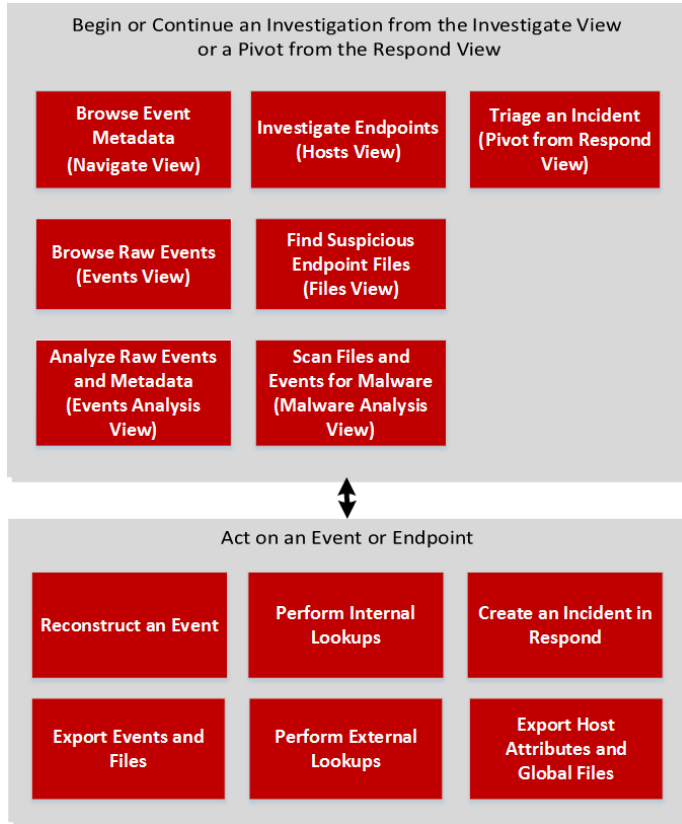 Begin or Continue an Investigation from the Investigate View
or a Pivot from the Respond View
Browse Event
Metadata
(Navigate View)
Investigate Endpoints
(Hosts View)
Triage an Incident
(Pivot from Respond
View)
Browse Raw Events
(Events View)
Find Suspicious
Endpoint Files
(Files View)
Analyze Raw Events
and Metadata
(Events Analysis
View)
Scan Files and
Events for Malware
(Malware Analysis
View)
Act on an Event or Endpoint
Reconstruct an Event
Perform Internal
Lookups
Create an Incident in
Respond
Export Events and
Files
Perform External
Lookups
Export Host
Attributes and
Global Files